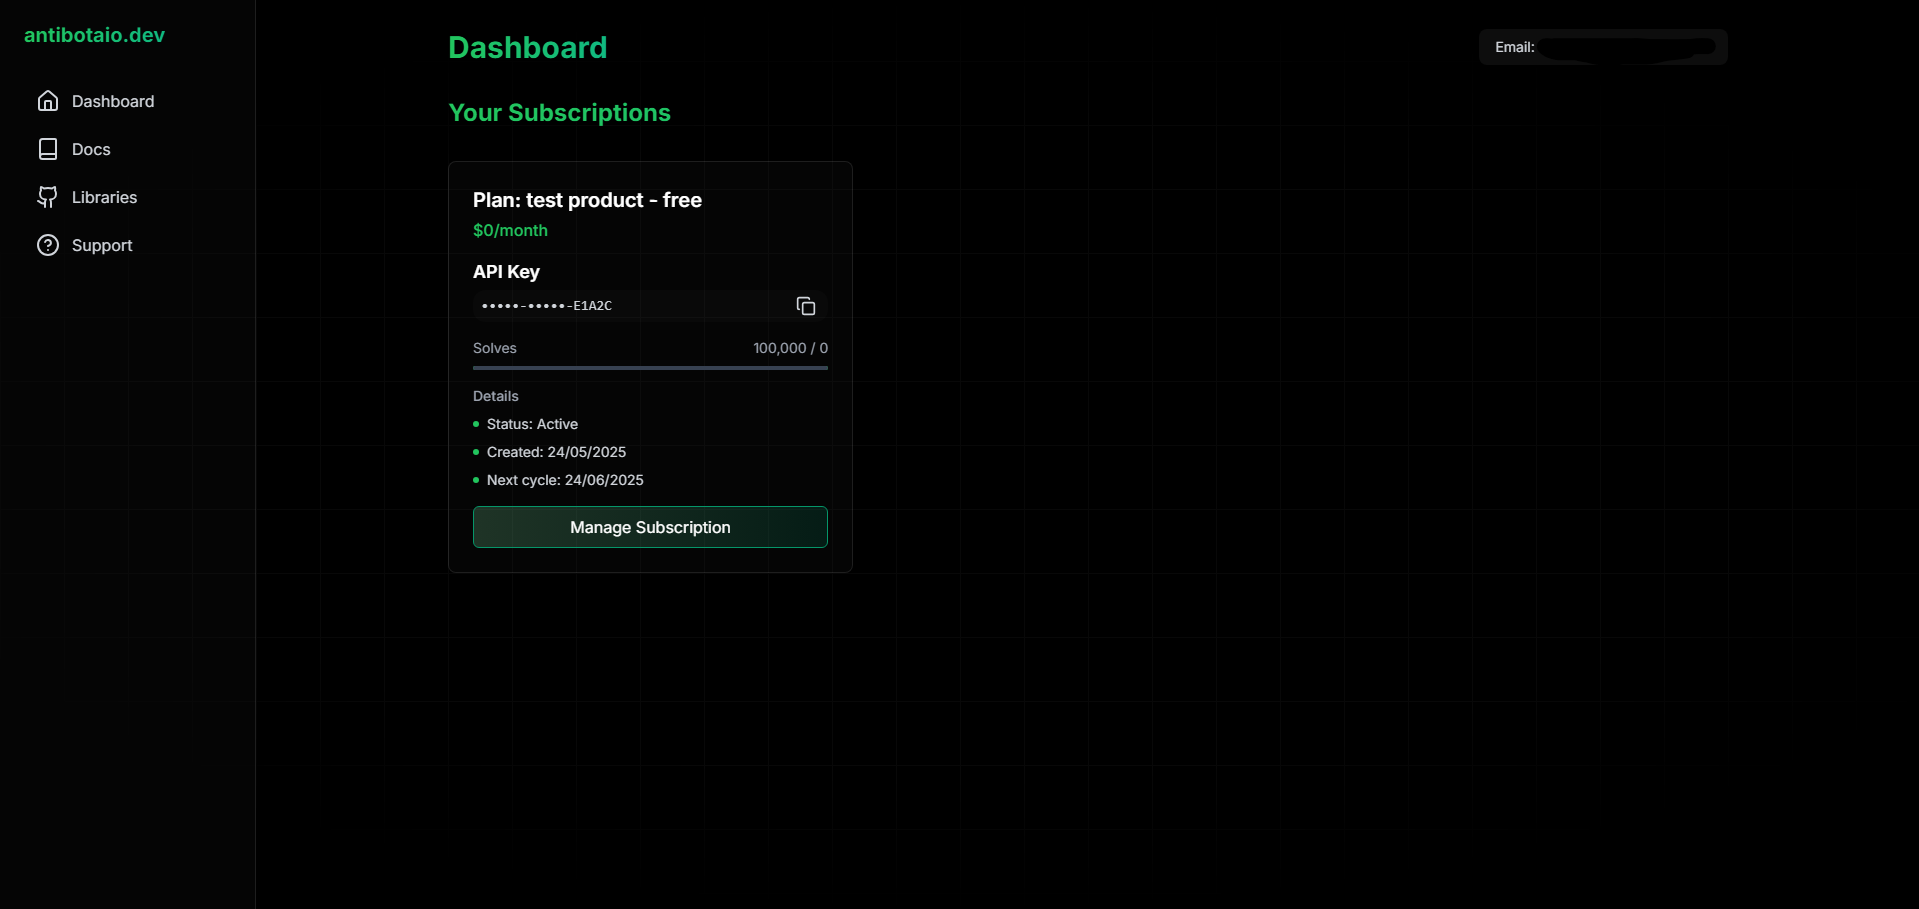 antibotaio.dev
Dashboard
Docs
Libraries
Support
Dashboard
Email:
Your Subscriptions
Plan: test product - free
$0/month
API Key
•••••-•••••-E1A2C
Solves 100,000 / 0
Details
Status: Active
Created: 24/05/2025
Next cycle: 24/06/2025
Manage Subscription